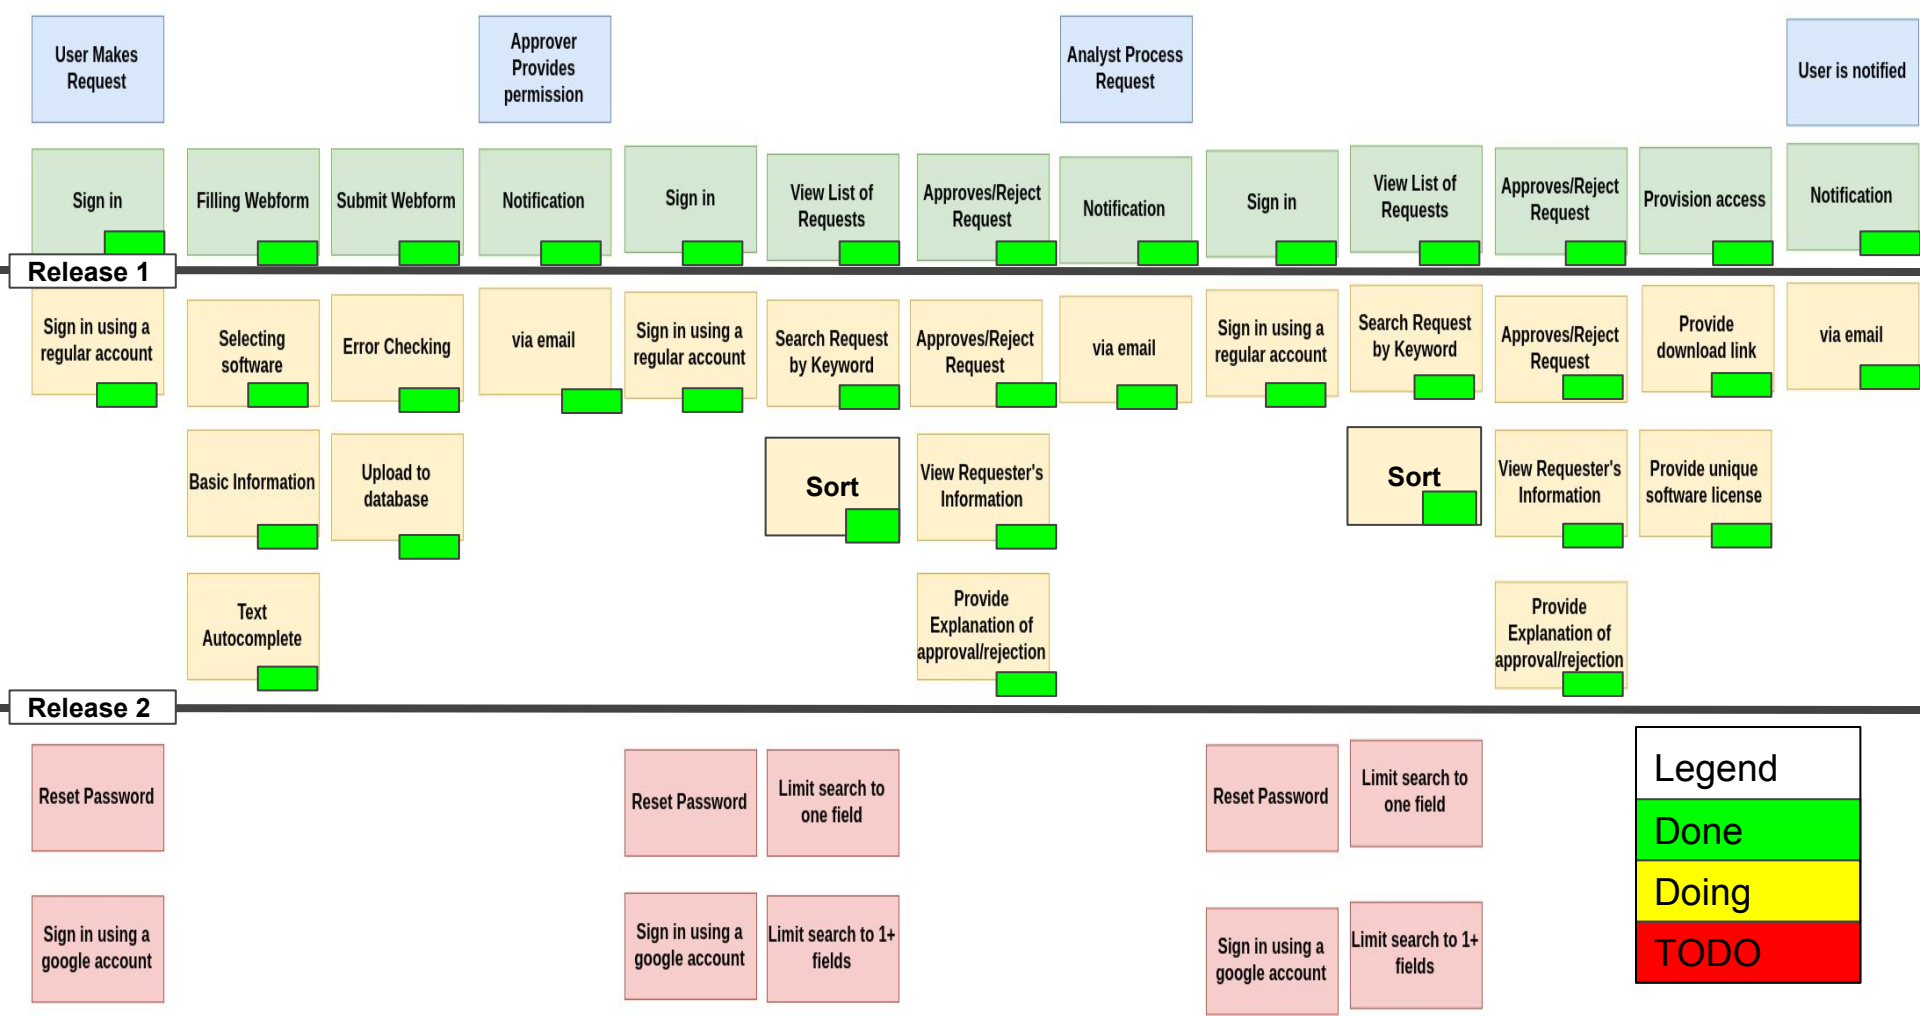 User Makes
Request
Approver
Provides
permission
Analyst Process
Request
User is notified
Sign in
Filling Webform
Submit Webform
Notification
Sign in
View List of
Requests
Approves/Reject
Request
Notification
Sign in
View List of
Requests
Approves/Reject
Request
Provision access
Notification
Release 1
Sign in using a
regular account
Selecting
software
Error Checking
via email
Sign in using a
regular account
Search Request
by Keyword
Approves/Reject
Request
via email
Sign in using a
regular account
Search Request
by Keyword
Approves/Reject
Request
Provide
download link
via email
Basic Information
Upload to
database
Sort
View Requester's
Information
Sort
View Requester's
Information
Provide unique
software license
Text
Autocomplete
Provide
Explanation of
approval/rejection
Provide
Explanation of
approval/rejection
Release 2
Reset Password
Reset Password
Limit search to
one field
Reset Password
Limit search to
one field
Sign in using a
google account
Sign in using a
google account
Limit search to 1+
fields
Sign in using a
google account
Limit search to 1+
fields
Legend
Done
Doing
TODO